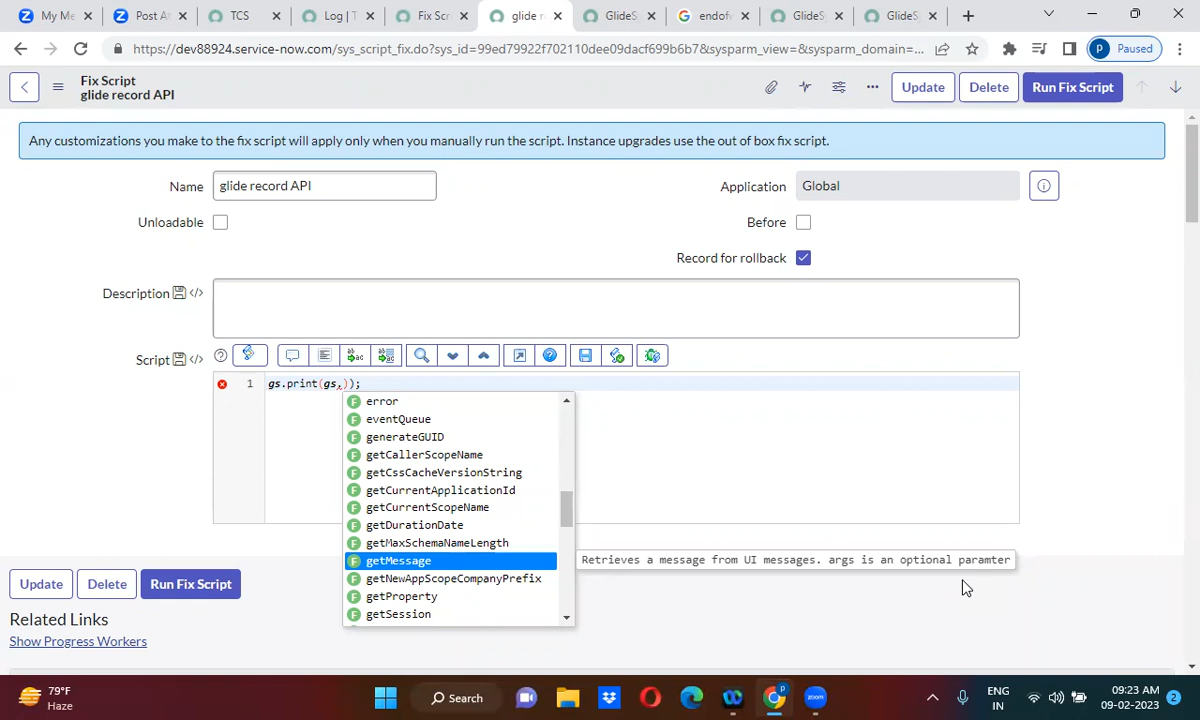 My Me
Post At
TCS
Log | T
Fix Scr
glide r
GlideS
endofw
GlideS
GlideS
https://dev88924.service-now.com/sys_script_fix.do?sys_id=99ed79922f702110dee09dacf699b6b7&sysparm_view=&sysparm_domain=...
P Paused
Fix Script
glide record API
Update
Delete
Run Fix Script
Any customizations you make to the fix script will apply only when you manually run the script. Instance upgrades use the out of box fix script.
Name glide record API
Application Global
Unloadable
Before
Record for rollback
Description
Script
1 gs.print(gs,));
error
eventQueue
generateGUID
getCallerScopeName
getCssCacheVersionString
getCurrentApplicationId
getCurrentScopeName
getDurationDate
getMaxSchemaNameLength
getMessage
Retrieves a message from UI messages. args is an optional paramter
getNewAppScopeCompanyPrefix
getProperty
getSession
Update
Delete
Run Fix Script
Related Links
Show Progress Workers
79°F
Haze
Search
zoom
ENG
IN
09:23 AM
09-02-2023
2